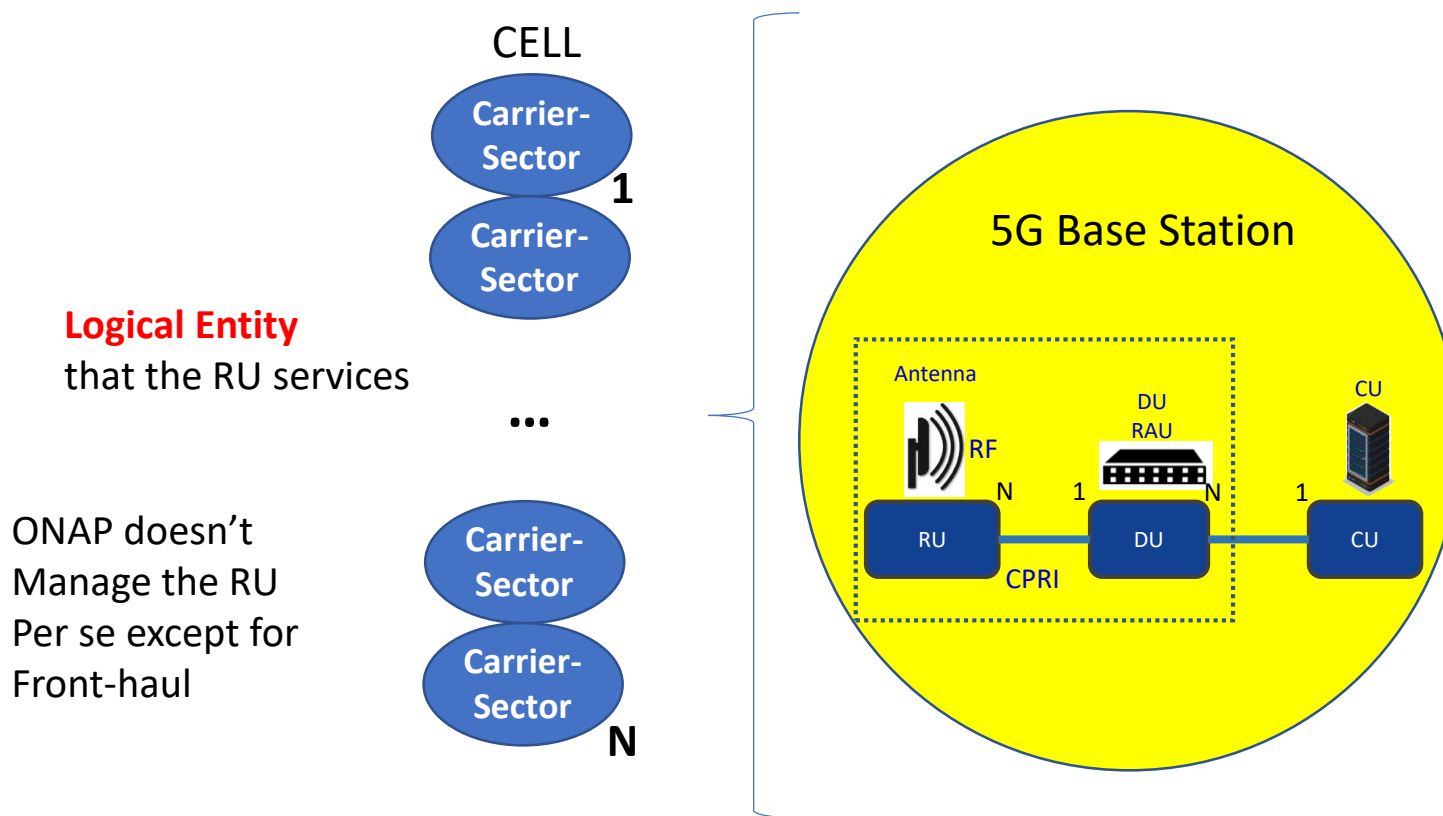 CELL
Carrier-
Sector
1
Carrier-
Sector
Logical Entity
that the RU services
...
ONAP doesn’t
Manage the RU
Per se except for
Front-haul
Carrier-
Sector
Carrier-
Sector
N
5G Base Station
Antenna
RF
DU
RAU
CU
N
1
N
1
RU
CPRI
DU
CU